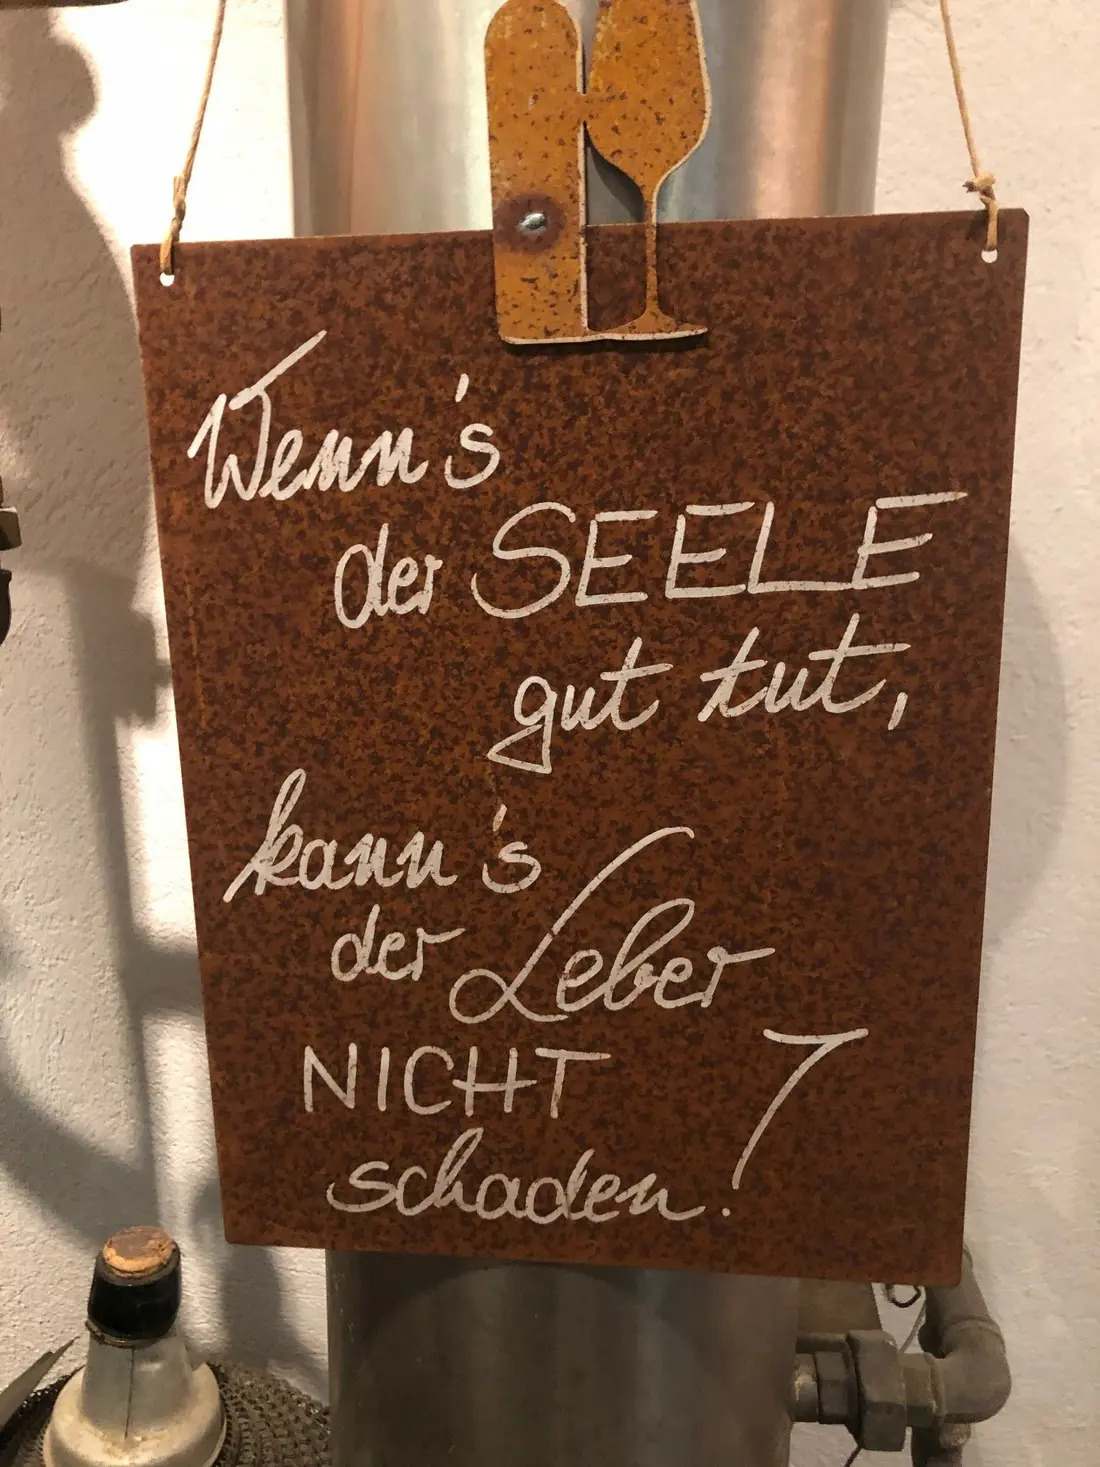 Wenn's
der SEELE
gut tut,
kann's
der Leber
NICHT
schaden!